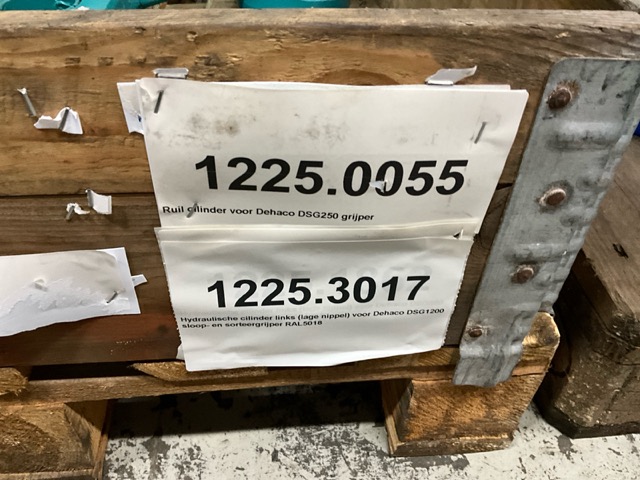 1225.0055
Ruil cilinder voor Dehaco DSG250 grijper
1225.3017
Hydraulische cilinder links (lage nippel) voor Dehaco DSG1200
sloop- en sorteergrijper RAL5018